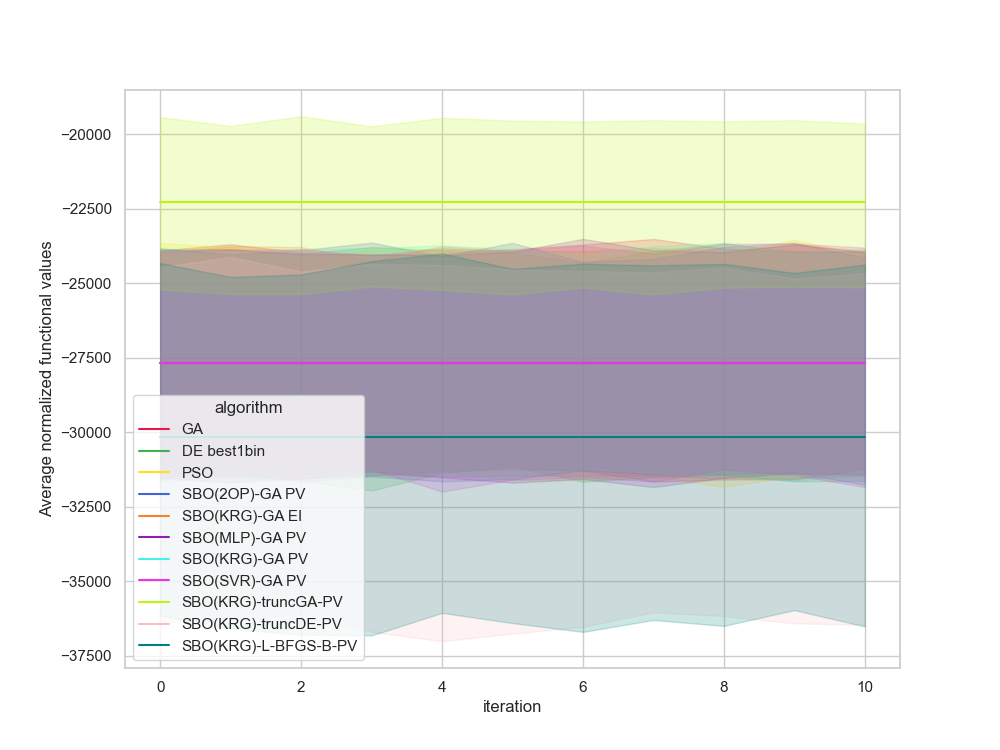 −20000
−22500
−25000
−27500
−30000
−32500
−35000
−37500
Average normalized functional values
algorithm
GA
DE best1bin
PSO
SBO(2OP)-GA PV
SBO(KRG)-GA EI
SBO(MLP)-GA PV
SBO(KRG)-GA PV
SBO(SVR)-GA PV
SBO(KRG)-truncGA-PV
SBO(KRG)-truncDE-PV
SBO(KRG)-L-BFGS-B-PV
0 2 4 6 8 10
iteration